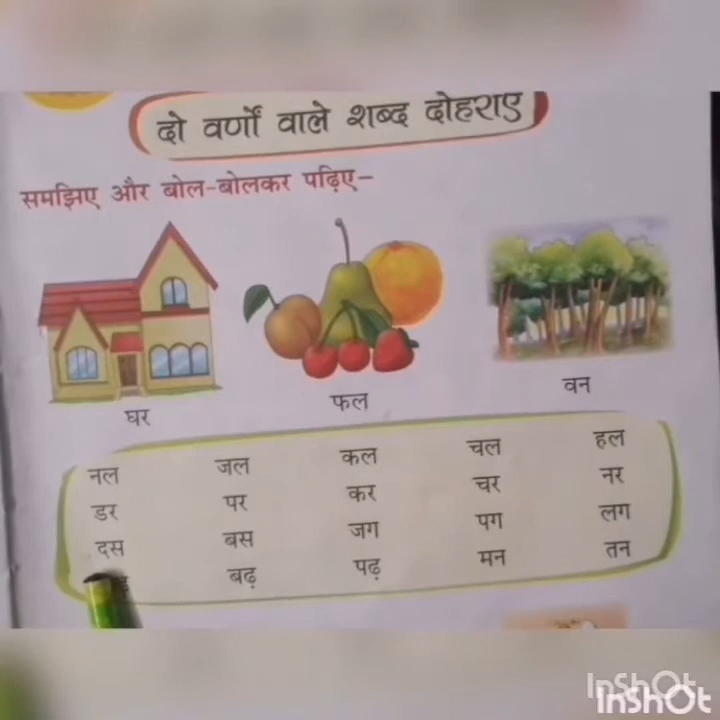 दो वर्णों वाले शब्द दोहराए
समझिए और बोल-बोलकर पढ़िए-
घर फल वन
नल जल कल चल हल
डर पर कर चर नर
दस बस जग पग लग
बढ़ पढ़ मन तन
InShOt
InShOt